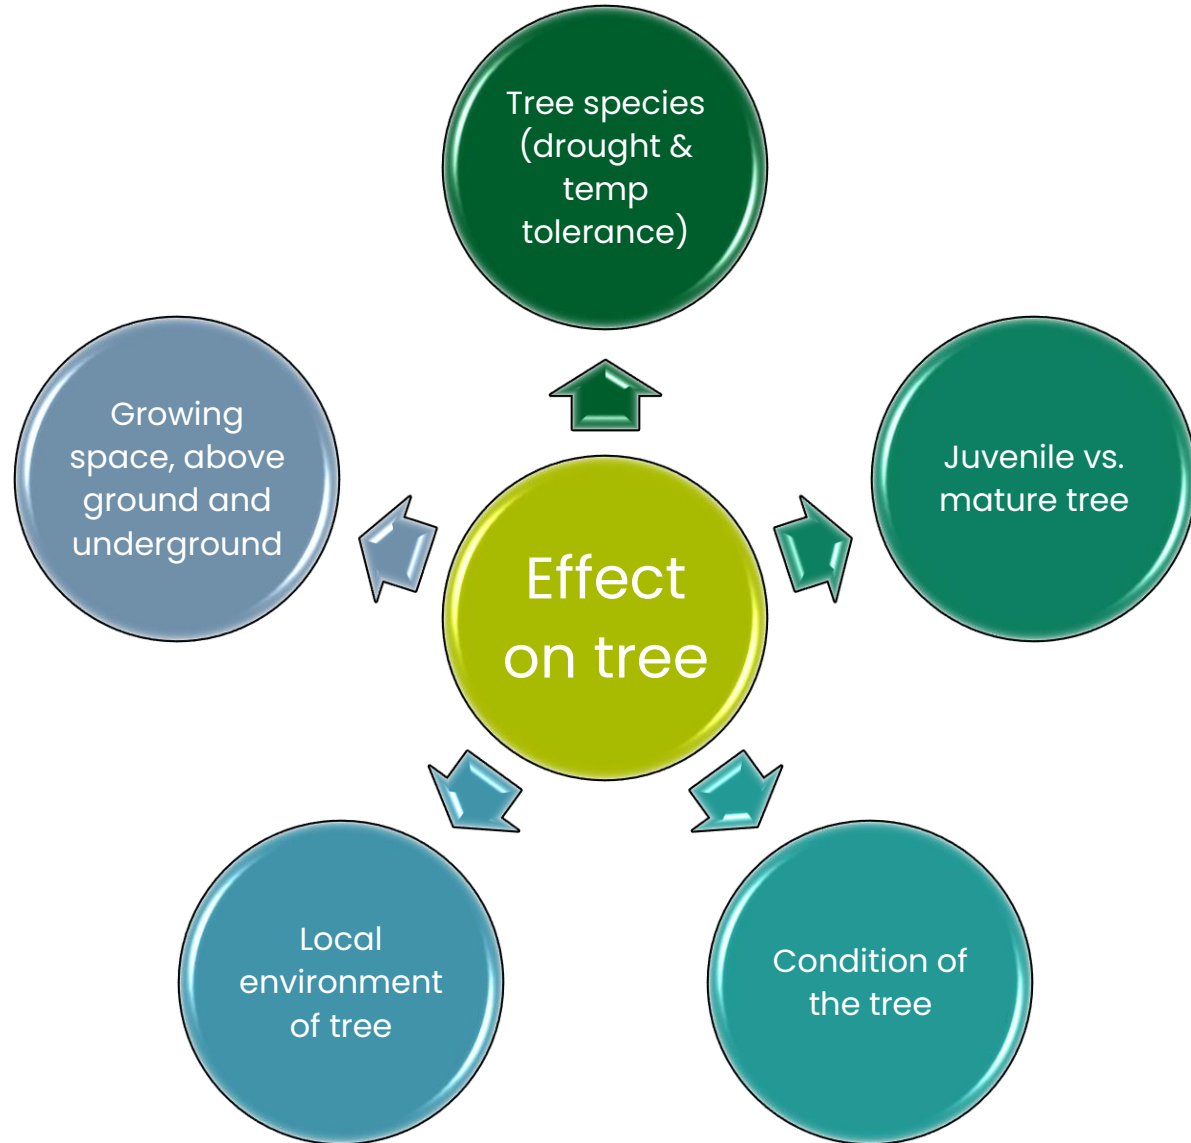 Tree species
(drought &
temp
tolerance)
Growing
space, above
ground and
underground
Juvenile vs.
mature tree
Effect
on tree
Local
environment
of tree
Condition of
the tree